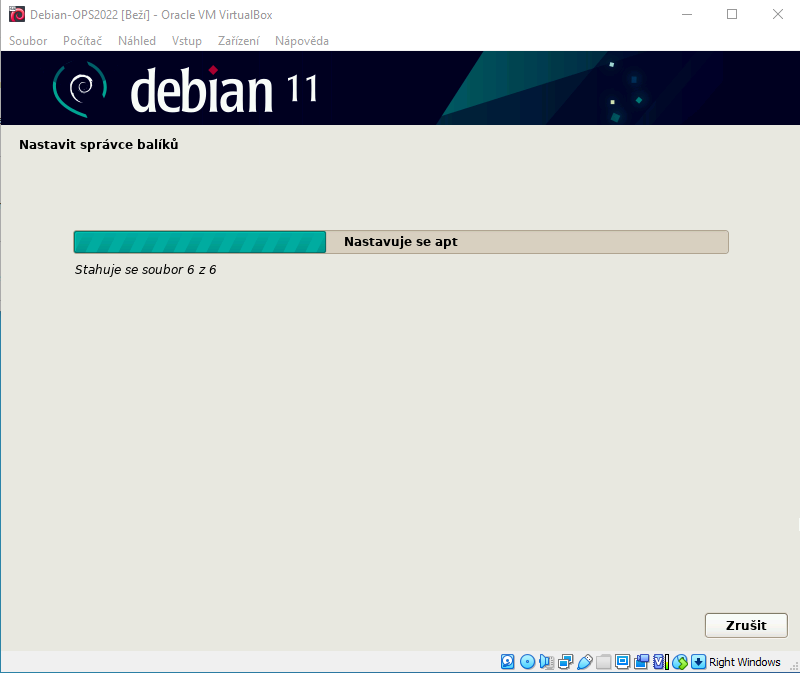 Debian-OPS2022 [Beží] - Oracle VM VirtualBox
Soubor Počítač Náhled Vstup Zařízení Nápověda
debian 11
Nastavit správce balíků
Nastavuje se apt
Stahuje se soubor 6 z 6
Zrušit
Right Windows